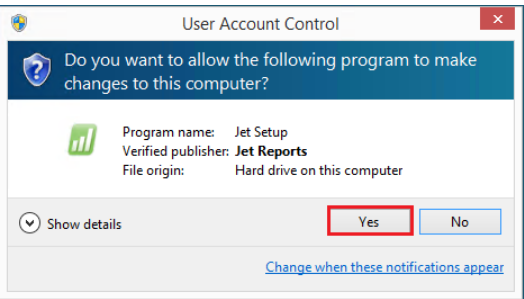 User Account Control
Do you want to allow the following program to make
changes to this computer?
Program name: Jet Setup
Verified publisher: Jet Reports
File origin: Hard drive on this computer
Show details
Yes
No
Change when these notifications appear